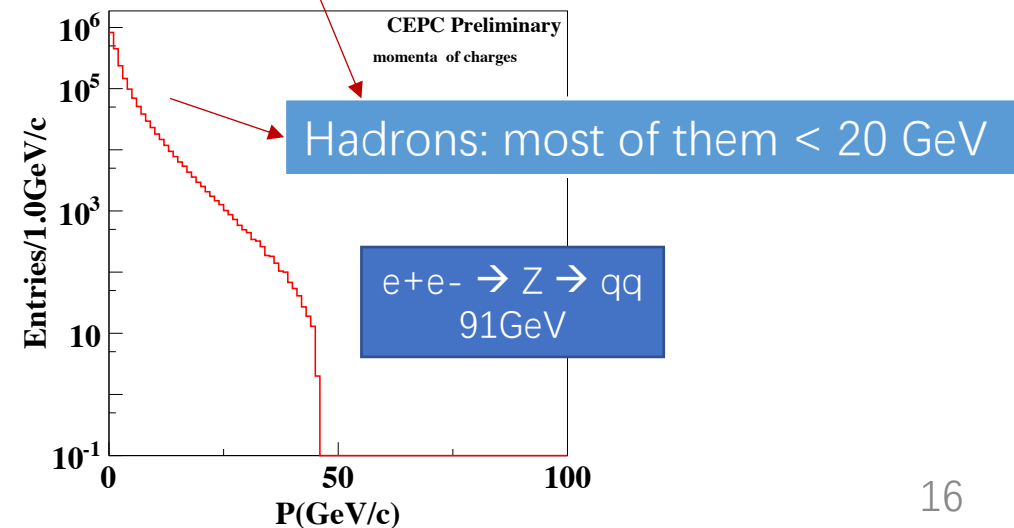 CEPC Preliminary
momenta of charges
10^6
10^5
10^3
10
10^-1
Entries/1.0GeV/c
Hadrons: most of them < 20 GeV
e+e- → Z → qq
91GeV
0
50
100
P(GeV/c)
16